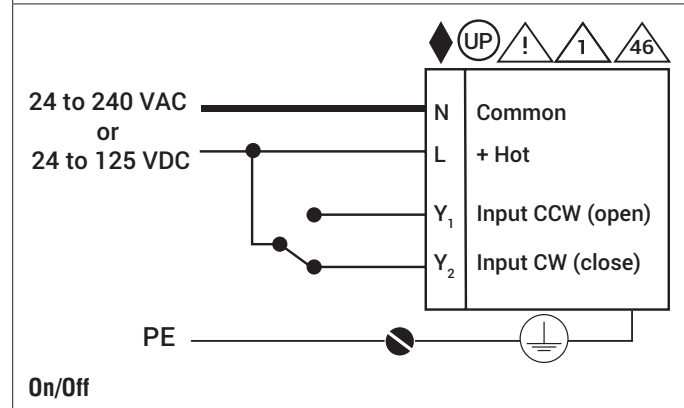 UP ! 1 46
24 to 240 VAC
or
24 to 125 VDC
N Common
L + Hot
Y₁ Input CCW (open)
Y₂ Input CW (close)
PE
On/Off